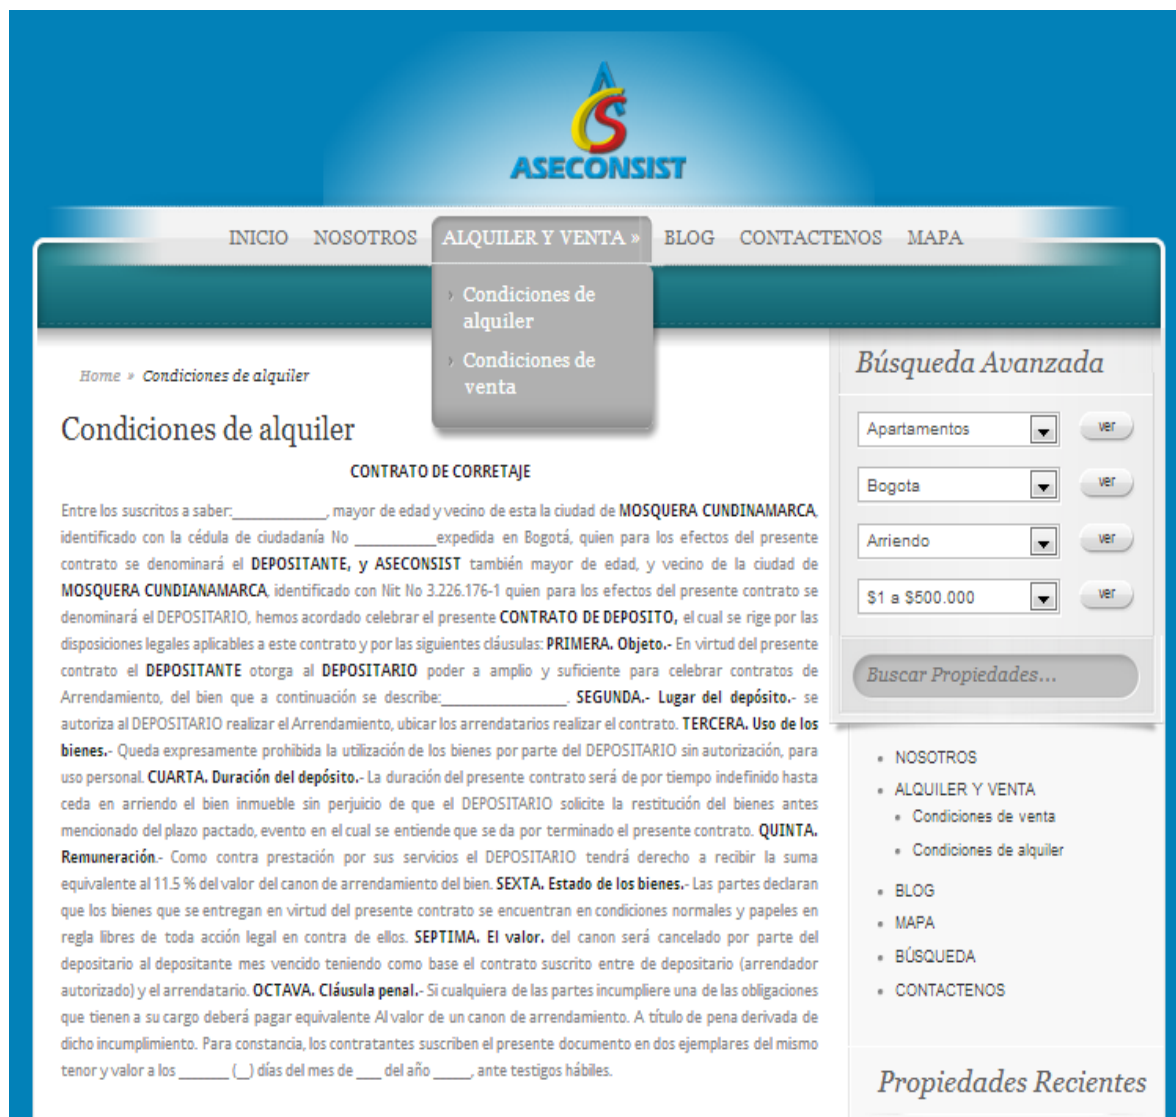 ASECONSIST
INICIO NOSOTROS ALQUILER Y VENTA » BLOG CONTACTENOS MAPA
› Condiciones de
alquiler
› Condiciones de
venta
Home » Condiciones de alquiler
Condiciones de alquiler
CONTRATO DE CORRETAJE
Entre los suscritos a saber:_____________, mayor de edad y vecino de esta la ciudad de MOSQUERA CUNDINAMARCA,
identificado con la cédula de ciudadanía No ___________expedida en Bogotá, quien para los efectos del presente
contrato se denominará el DEPOSITANTE, y ASECONSIST también mayor de edad, y vecino de la ciudad de
MOSQUERA CUNDIANAMARCA, identificado con Nit No 3.226.176-1 quien para los efectos del presente contrato se
denominará el DEPOSITARIO, hemos acordado celebrar el presente CONTRATO DE DEPOSITO, el cual se rige por las
disposiciones legales aplicables a este contrato y por las siguientes cláusulas: PRIMERA. Objeto.- En virtud del presente
contrato el DEPOSITANTE otorga al DEPOSITARIO poder a amplio y suficiente para celebrar contratos de
Arrendamiento, del bien que a continuación se describe:_________________. SEGUNDA.- Lugar del depósito.- se
autoriza al DEPOSITARIO realizar el Arrendamiento, ubicar los arrendatarios realizar el contrato. TERCERA. Uso de los
bienes.- Queda expresamente prohibida la utilización de los bienes por parte del DEPOSITARIO sin autorización, para
uso personal. CUARTA. Duración del depósito.- La duración del presente contrato será de por tiempo indefinido hasta
ceda en arriendo el bien inmueble sin perjuicio de que el DEPOSITARIO solicite la restitución del bienes antes
mencionado del plazo pactado, evento en el cual se entiende que se da por terminado el presente contrato. QUINTA.
Remuneración.- Como contra prestación por sus servicios el DEPOSITARIO tendrá derecho a recibir la suma
equivalente al 11.5 % del valor del canon de arrendamiento del bien. SEXTA. Estado de los bienes.- Las partes declaran
que los bienes que se entregan en virtud del presente contrato se encuentran en condiciones normales y papeles en
regla libres de toda acción legal en contra de ellos. SEPTIMA. El valor. del canon será cancelado por parte del
depositario al depositante mes vencido teniendo como base el contrato suscrito entre de depositario (arrendador
autorizado) y el arrendatario. OCTAVA. Cláusula penal.- Si cualquiera de las partes incumpliere una de las obligaciones
que tienen a su cargo deberá pagar equivalente Al valor de un canon de arrendamiento. A título de pena derivada de
dicho incumplimiento. Para constancia, los contratantes suscriben el presente documento en dos ejemplares del mismo
tenor y valor a los _______ (__) días del mes de ____ del año ______, ante testigos hábiles.
Búsqueda Avanzada
Apartamentos ver
Bogota ver
Arriendo ver
$1 a $500.000 ver
Buscar Propiedades...
NOSOTROS
ALQUILER Y VENTA
Condiciones de venta
Condiciones de alquiler
BLOG
MAPA
BÚSQUEDA
CONTACTENOS
Propiedades Recientes